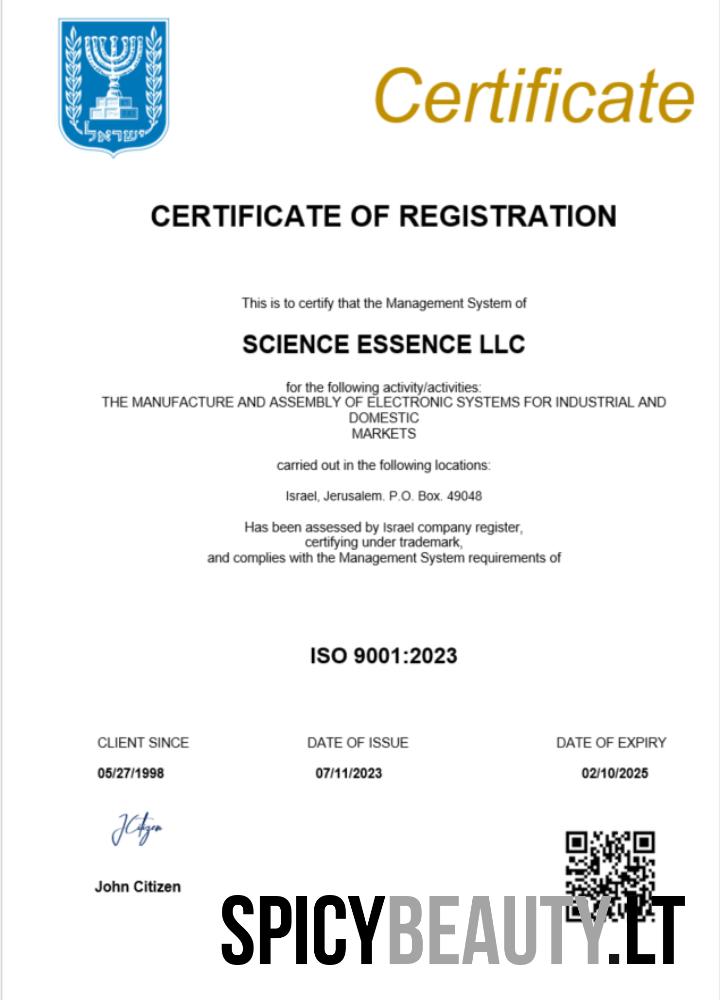 ישראל
Certificate
CERTIFICATE OF REGISTRATION
This is to certify that the Management System of
SCIENCE ESSENCE LLC
for the following activity/activities:
THE MANUFACTURE AND ASSEMBLY OF ELECTRONIC SYSTEMS FOR INDUSTRIAL AND
DOMESTIC
MARKETS
carried out in the following locations:
Israel, Jerusalem. P.O. Box. 49048
Has been assessed by Israel company register,
certifying under trademark,
and complies with the Management System requirements of
ISO 9001:2023
CLIENT SINCE DATE OF ISSUE DATE OF EXPIRY
05/27/1998 07/11/2023 02/10/2025
JCitizen
John Citizen
SPICYBEAUTY.LT